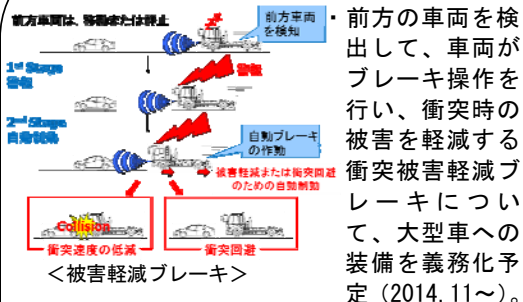 前方車両は、移動または静止
前方車両
を検知
1st Stage
警報
警報
2nd Stage
自動制動
自動ブレーキ
の作動
被害軽減または衝突回避
のための自動制動
Collision
衝突速度の低減
衝突回避
＜被害軽減ブレーキ＞
・前方の車両を検
出して、車両が
ブレーキ操作を
行い、衝突時の
被害を軽減する
衝突被害軽減ブ
レーキについ
て、大型車への
装備を義務化予
定（2014.11～）。